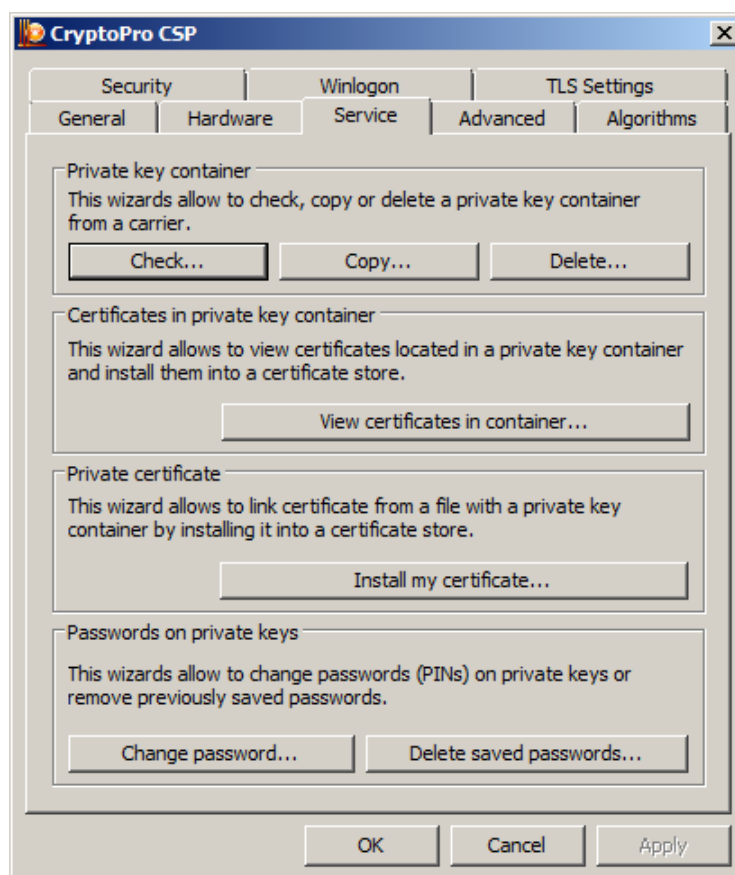 CryptoPro CSP
Security Winlogon TLS Settings
General Hardware Service Advanced Algorithms
Private key container
This wizards allow to check, copy or delete a private key container
from a carrier.
Check... Copy... Delete...
Certificates in private key container
This wizard allows to view certificates located in a private key container
and install them into a certificate store.
View certificates in container...
Private certificate
This wizard allows to link certificate from a file with a private key
container by installing it into a certificate store.
Install my certificate...
Passwords on private keys
This wizards allow to change passwords (PINs) on private keys or
remove previously saved passwords.
Change password... Delete saved passwords...
OK Cancel Apply